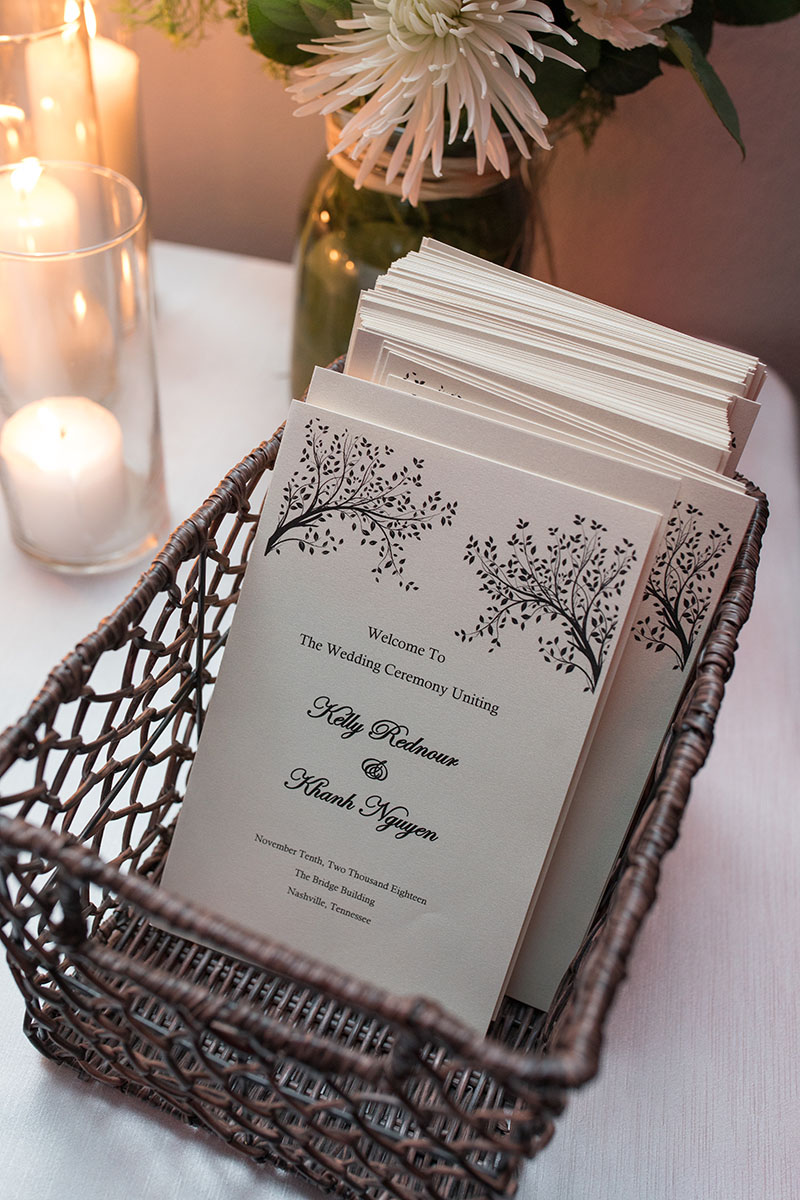 Welcome To
The Wedding Ceremony Uniting
Kelly Rednour
&
Khanh Nguyen
November Tenth, Two Thousand Eighteen
The Bridge Building
Nashville, Tennessee